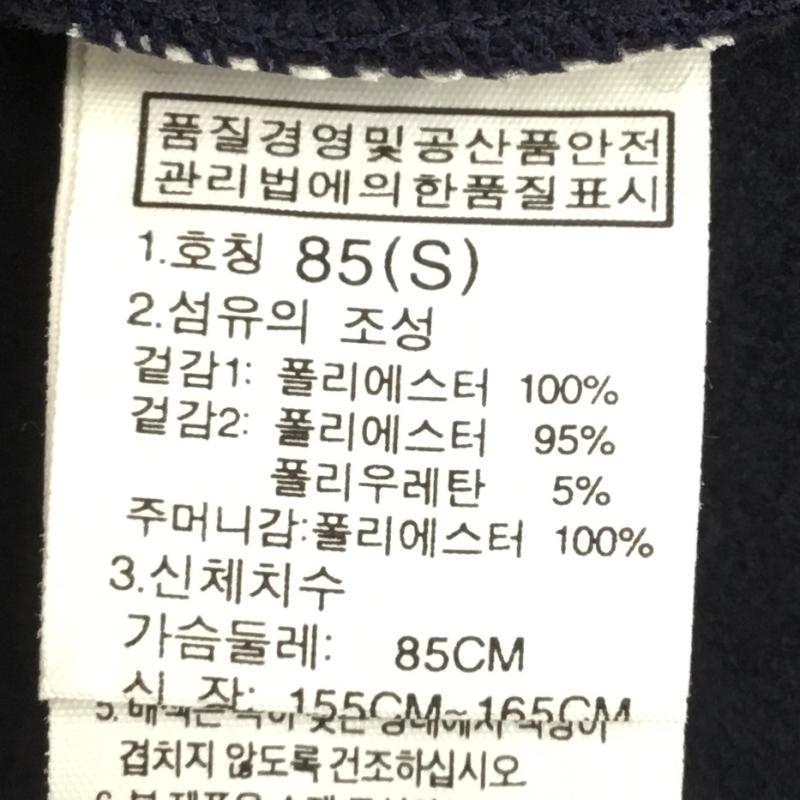 품질경영및공산품안전
관리법에의한품질표시
1.호칭 85(S)
2.섬유의 조성
겉감1: 폴리에스터 100%
겉감2: 폴리에스터 95%
폴리우레탄 5%
주머니감:폴리에스터 100%
3.신체치수
가슴둘레: 85CM
신 장: 155CM~165CM
겹치지 않도록 건조하십시오